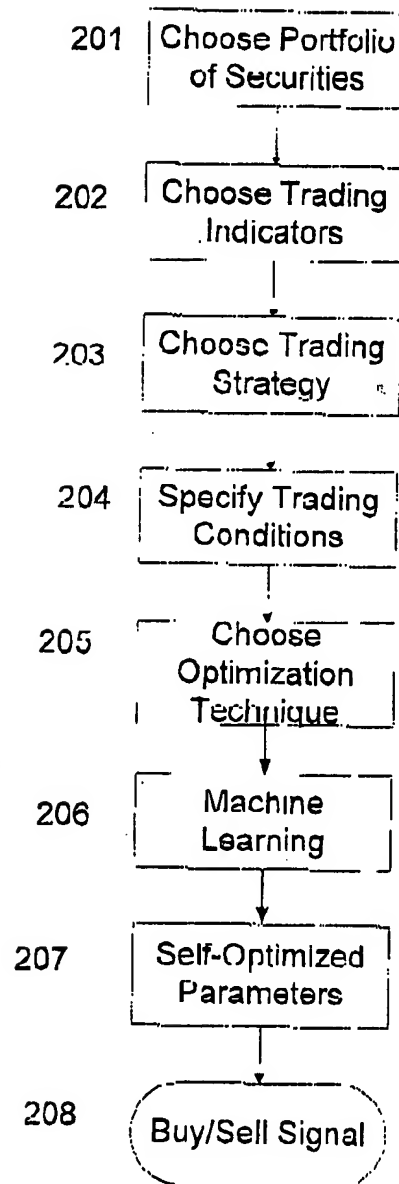 201
Choose Portfolio
of Securities
202
Choose Trading
Indicators
203
Choose Trading
Strategy
204
Specify Trading
Conditions
205
Choose
Optimization
Technique
206
Machine
Learning
207
Self-Optimized
Parameters
208
Buy/Sell Signal